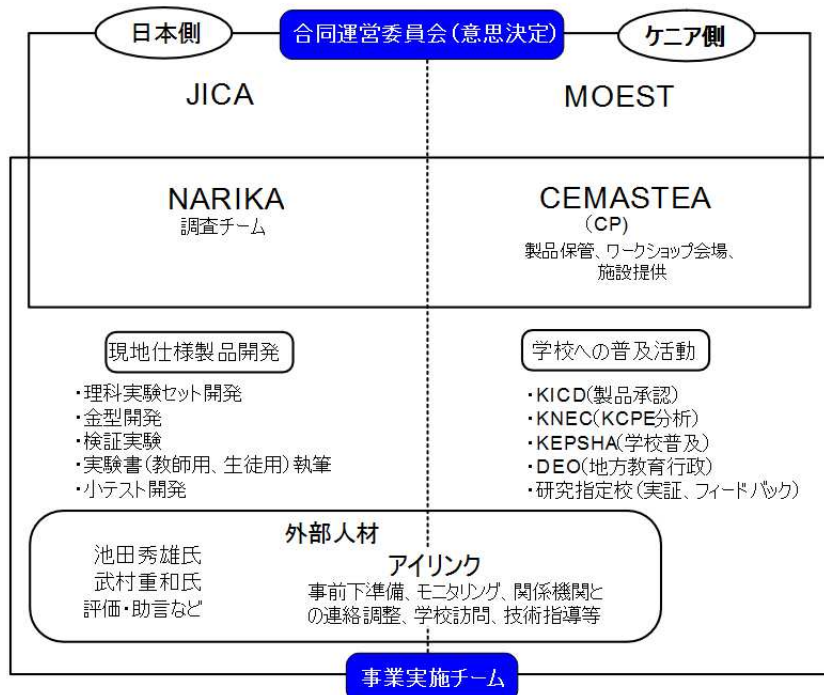 日本側
合同運営委員会(意思決定)
ケニア側
JICA
MOEST
NARIKA
調査チーム
CEMASTEA
(CP)
製品保管、ワークショップ会場、
施設提供
現地仕様製品開発
・理科実験セット開発
・金型開発
・検証実験
・実験書(教師用、生徒用)執筆
・小テスト開発
学校への普及活動
・KICD(製品承認)
・KNEC(KCPE分析)
・KEPSHA(学校普及)
・DEO(地方教育行政)
・研究指定校(実証、フィードバック)
外部人材
池田秀雄氏
武村重和氏
評価・助言など
アイリンク
事前下準備、モニタリング、関係機関と
の連絡調整、学校訪問、技術指導等
事業実施チーム